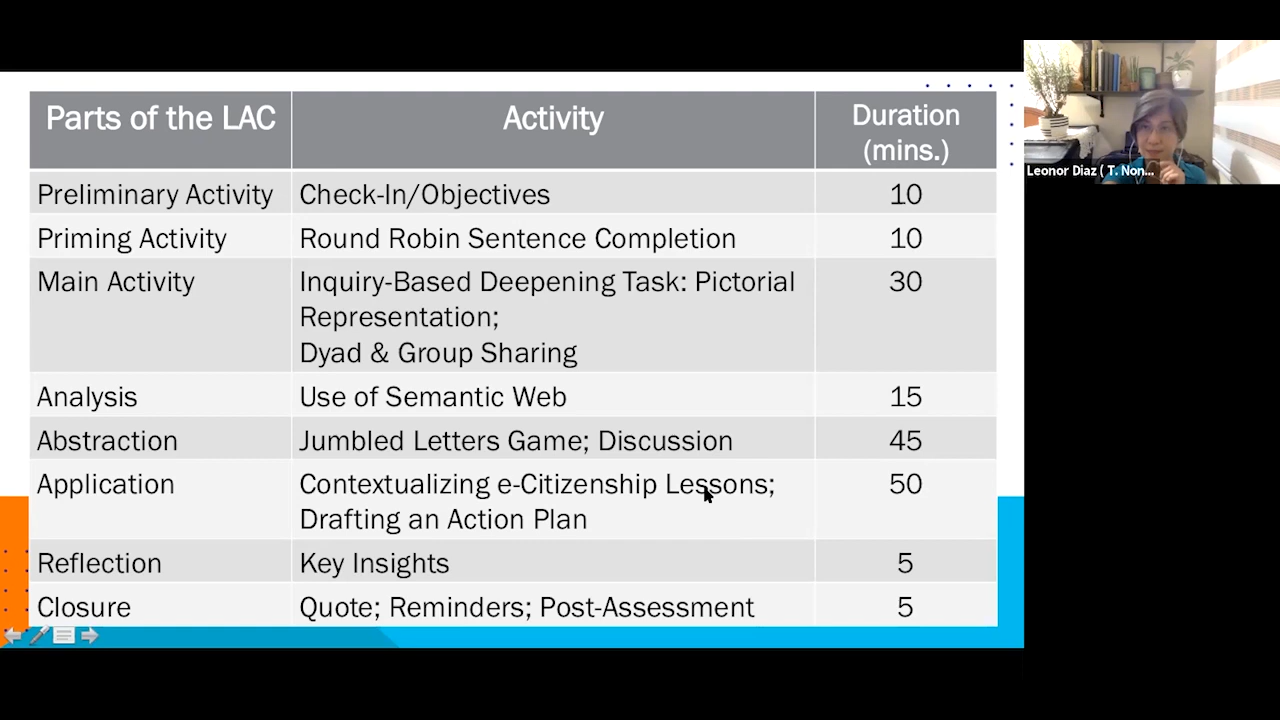 Parts of the LAC
Activity
Duration
(mins.)
Preliminary Activity
Check-In/Objectives
10
Priming Activity
Round Robin Sentence Completion
10
Main Activity
Inquiry-Based Deepening Task: Pictorial
Representation;
Dyad & Group Sharing
30
Analysis
Use of Semantic Web
15
Abstraction
Jumbled Letters Game; Discussion
45
Application
Contextualizing e-Citizenship Lessons;
Drafting an Action Plan
50
Reflection
Key Insights
5
Closure
Quote; Reminders; Post-Assessment
5
Leonor Diaz ( T. Non...